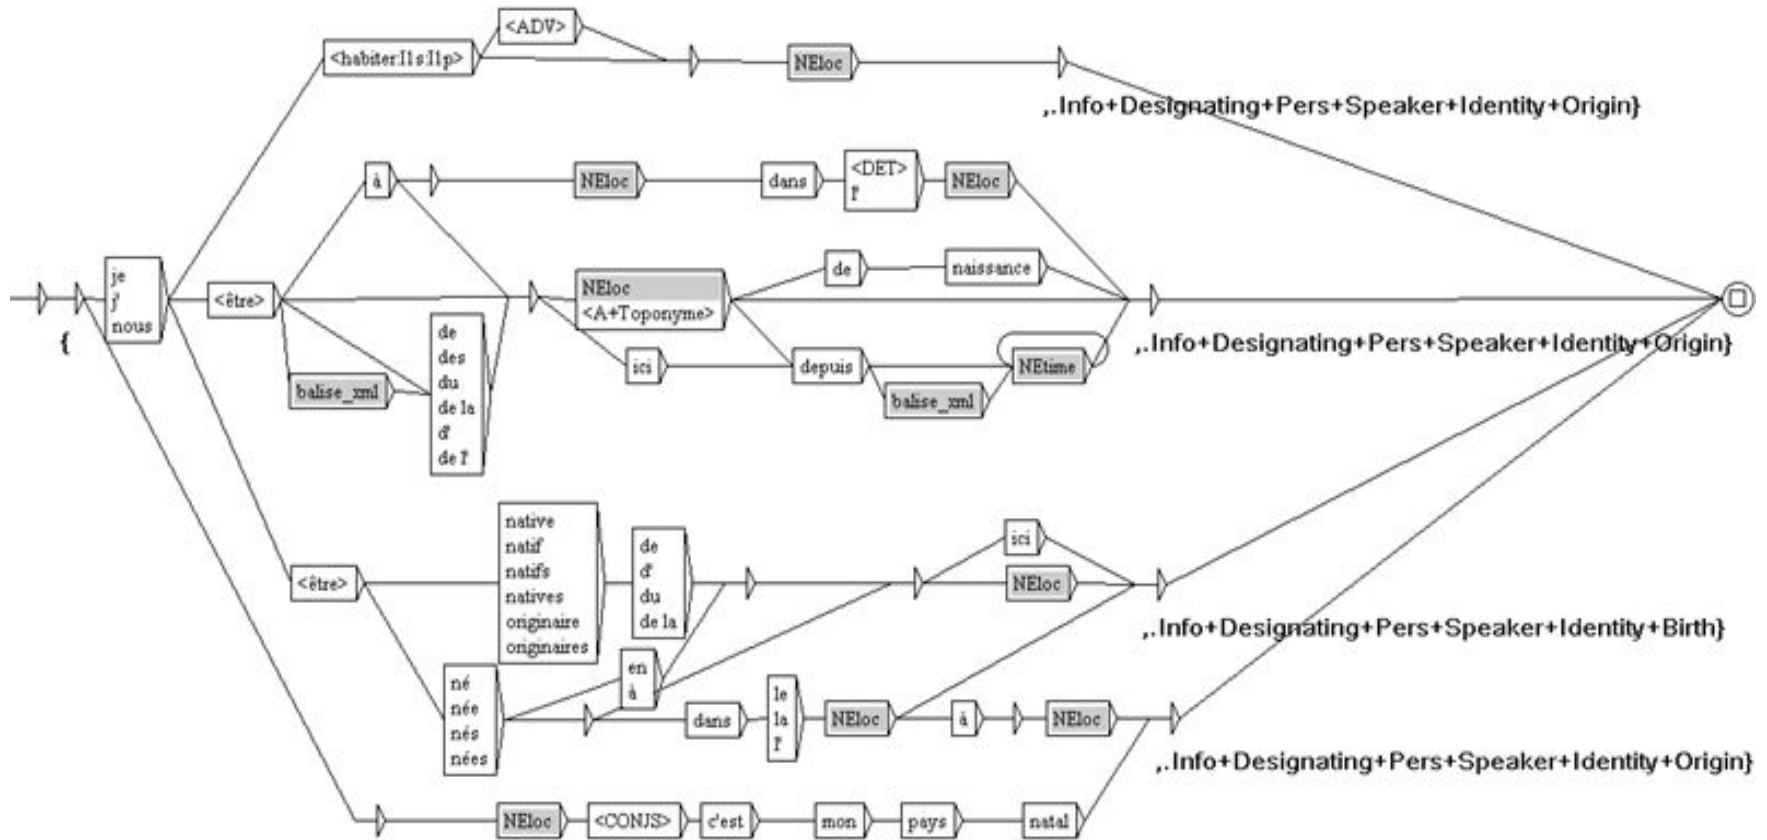 <ADV>
<habiter:I1s:I1p>
NEloc
,.Info+Designating+Pers+Speaker+Identity+Origin}
à
NEloc
dans
<DET>
l'
NEloc
je
j'
nous
{
<être>
NEloc
<A+Toponyme>
de
naissance
de
des
du
de la
d'
de l'
balise_xml
ici
depuis
balise_xml
NEtime
,.Info+Designating+Pers+Speaker+Identity+Origin}
<être>
native
natif
natifs
natives
originaire
originaires
de
d'
du
de la
ici
NEloc
,.Info+Designating+Pers+Speaker+Identity+Birth}
né
née
nés
nées
en
à
dans
le
la
l'
NEloc
à
NEloc
,.Info+Designating+Pers+Speaker+Identity+Origin}
NEloc
<CONJS>
c'est
mon
pays
natal